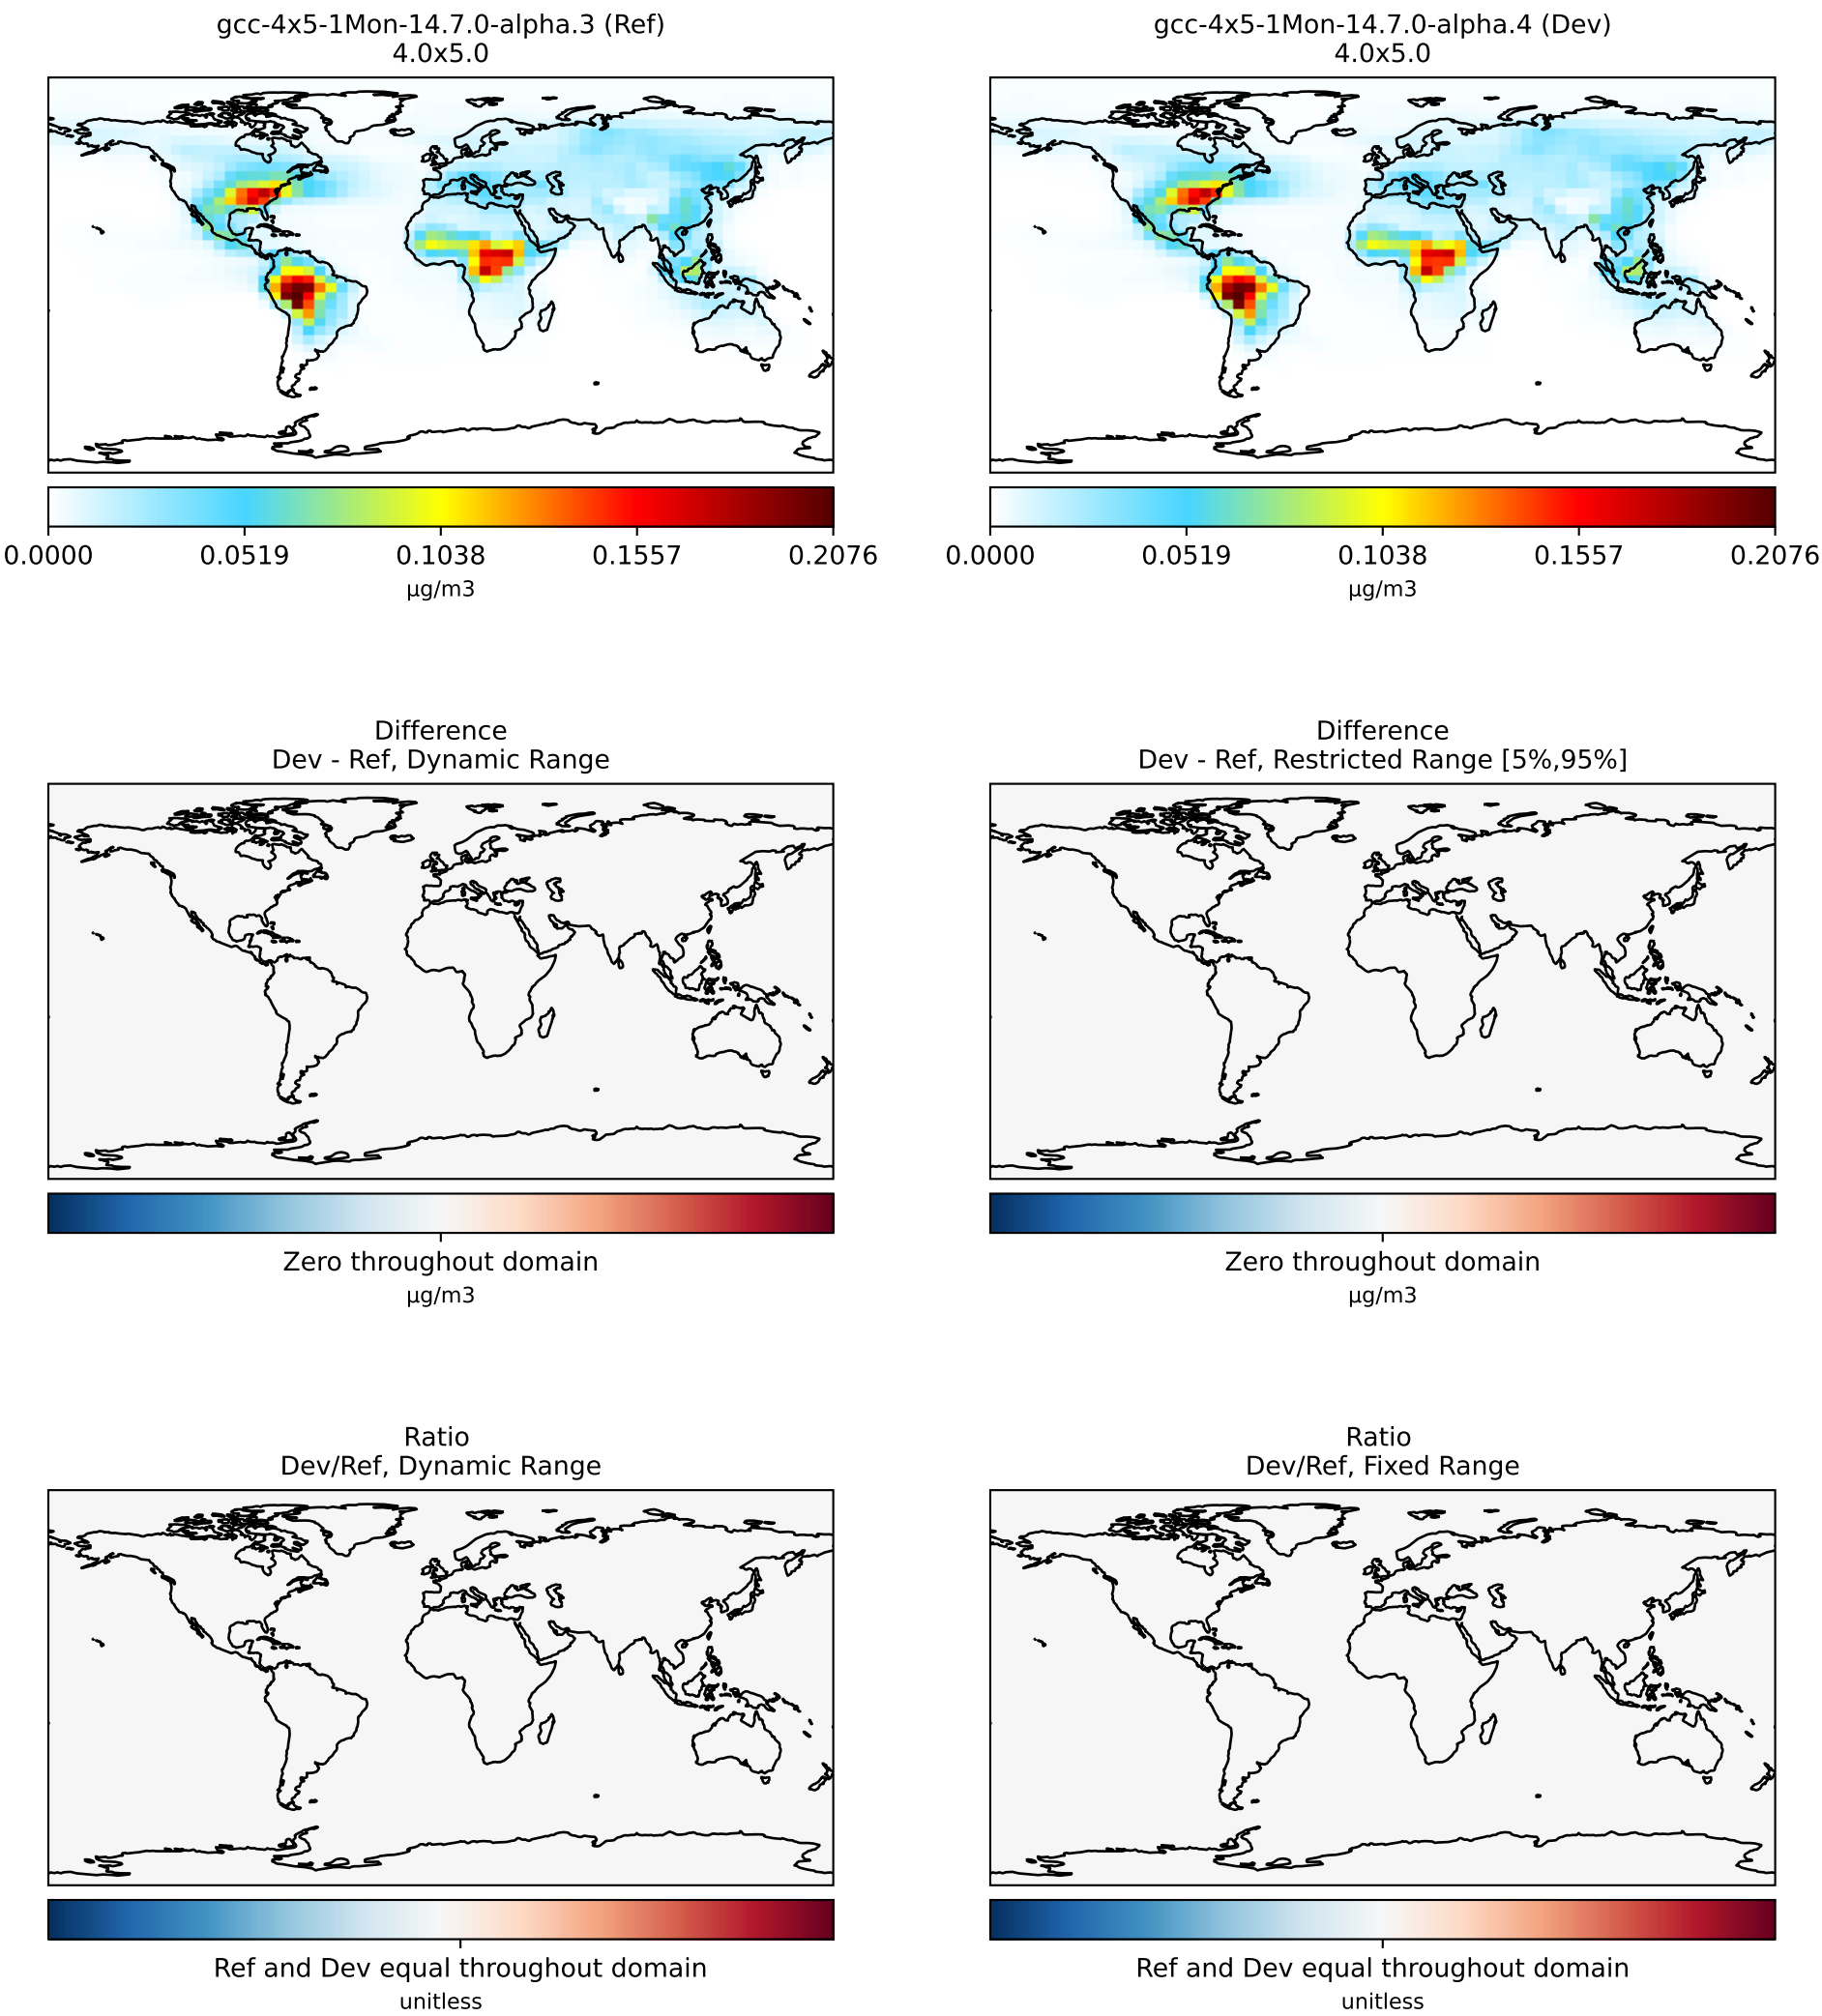 gcc-4x5-1Mon-14.7.0-alpha.3 (Ref)
4.0x5.0
gcc-4x5-1Mon-14.7.0-alpha.4 (Dev)
4.0x5.0
0.0000 0.0519 0.1038 0.1557 0.2076
μg/m3
0.0000 0.0519 0.1038 0.1557 0.2076
μg/m3
Difference
Dev - Ref, Dynamic Range
Difference
Dev - Ref, Restricted Range [5%,95%]
Zero throughout domain
μg/m3
Zero throughout domain
μg/m3
Ratio
Dev/Ref, Dynamic Range
Ratio
Dev/Ref, Fixed Range
Ref and Dev equal throughout domain
unitless
Ref and Dev equal throughout domain
unitless